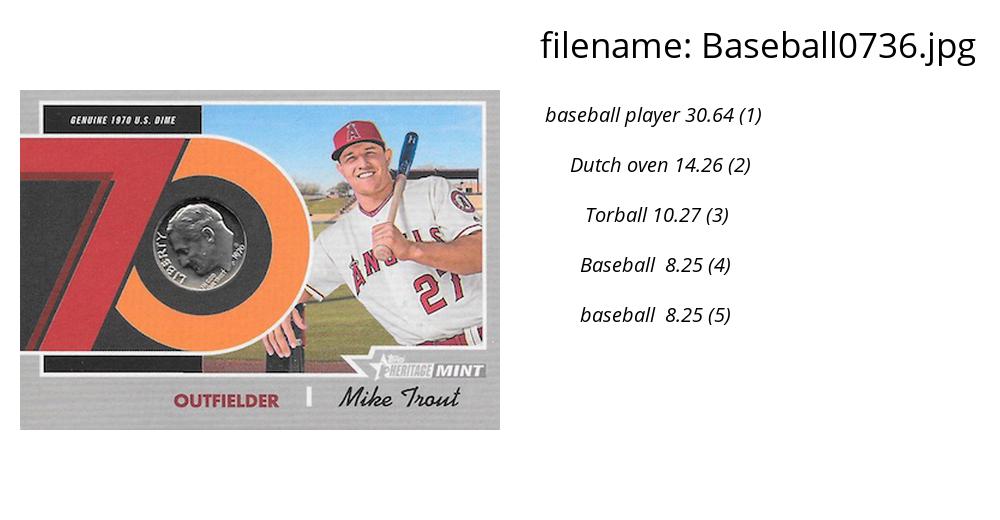 filename: Baseball0736.jpg
baseball player 30.64 (1)
Dutch oven 14.26 (2)
Torball 10.27 (3)
Baseball  8.25 (4)
baseball  8.25 (5)
GENUINE 1970 U.S. DIME
70
LIBERTY
1970
A
ANGELS
27
Topps
HERITAGE MINT
OUTFIELDER
Mike Trout